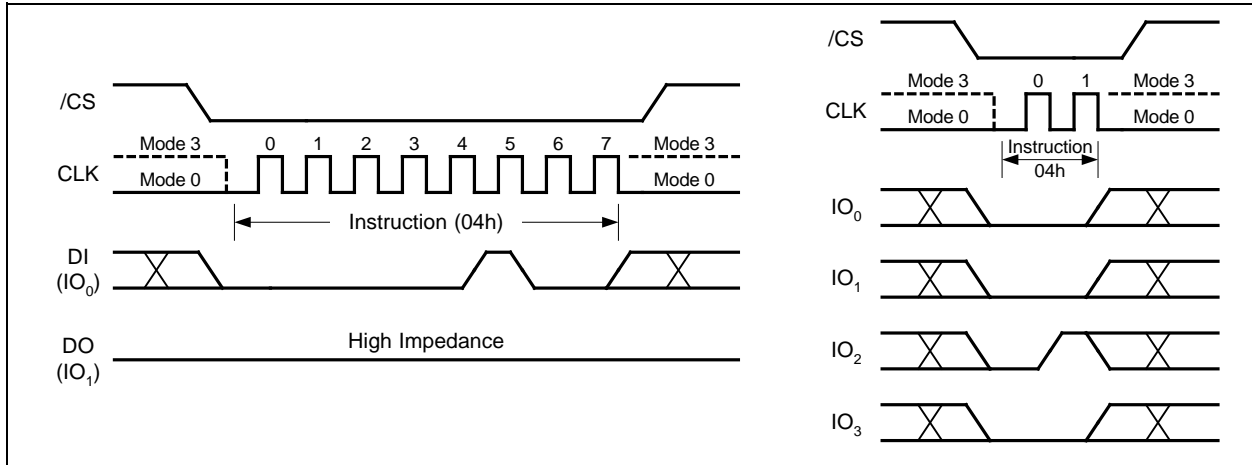 /CS
Mode 3 0 1 2 3 4 5 6 7 Mode 3
CLK
Mode 0 Mode 0
Instruction (04h)
DI
(IO0)
High Impedance
DO
(IO1)
/CS
Mode 3 0 1 Mode 3
CLK
Mode 0 Mode 0
Instruction
04h
IO0
IO1
IO2
IO3